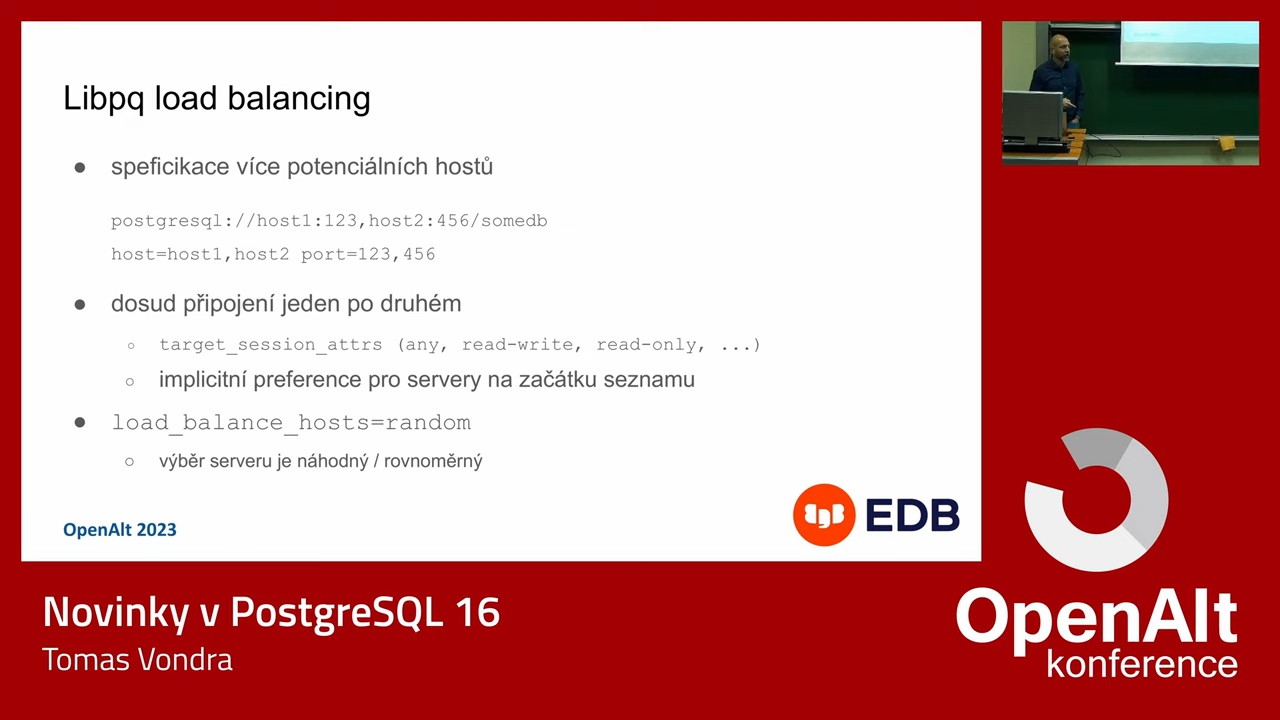 Libpq load balancing
● speficikace více potenciálních hostů
postgresql://host1:123,host2:456/somedb
host=host1,host2 port=123,456
● dosud připojení jeden po druhém
○ target_session_attrs (any, read-write, read-only, ...)
○ implicitní preference pro servery na začátku seznamu
● load_balance_hosts=random
○ výběr serveru je náhodný / rovnoměrný
OpenAlt 2023
EDB
Novinky v PostgreSQL 16
Tomas Vondra
OpenAlt
konference